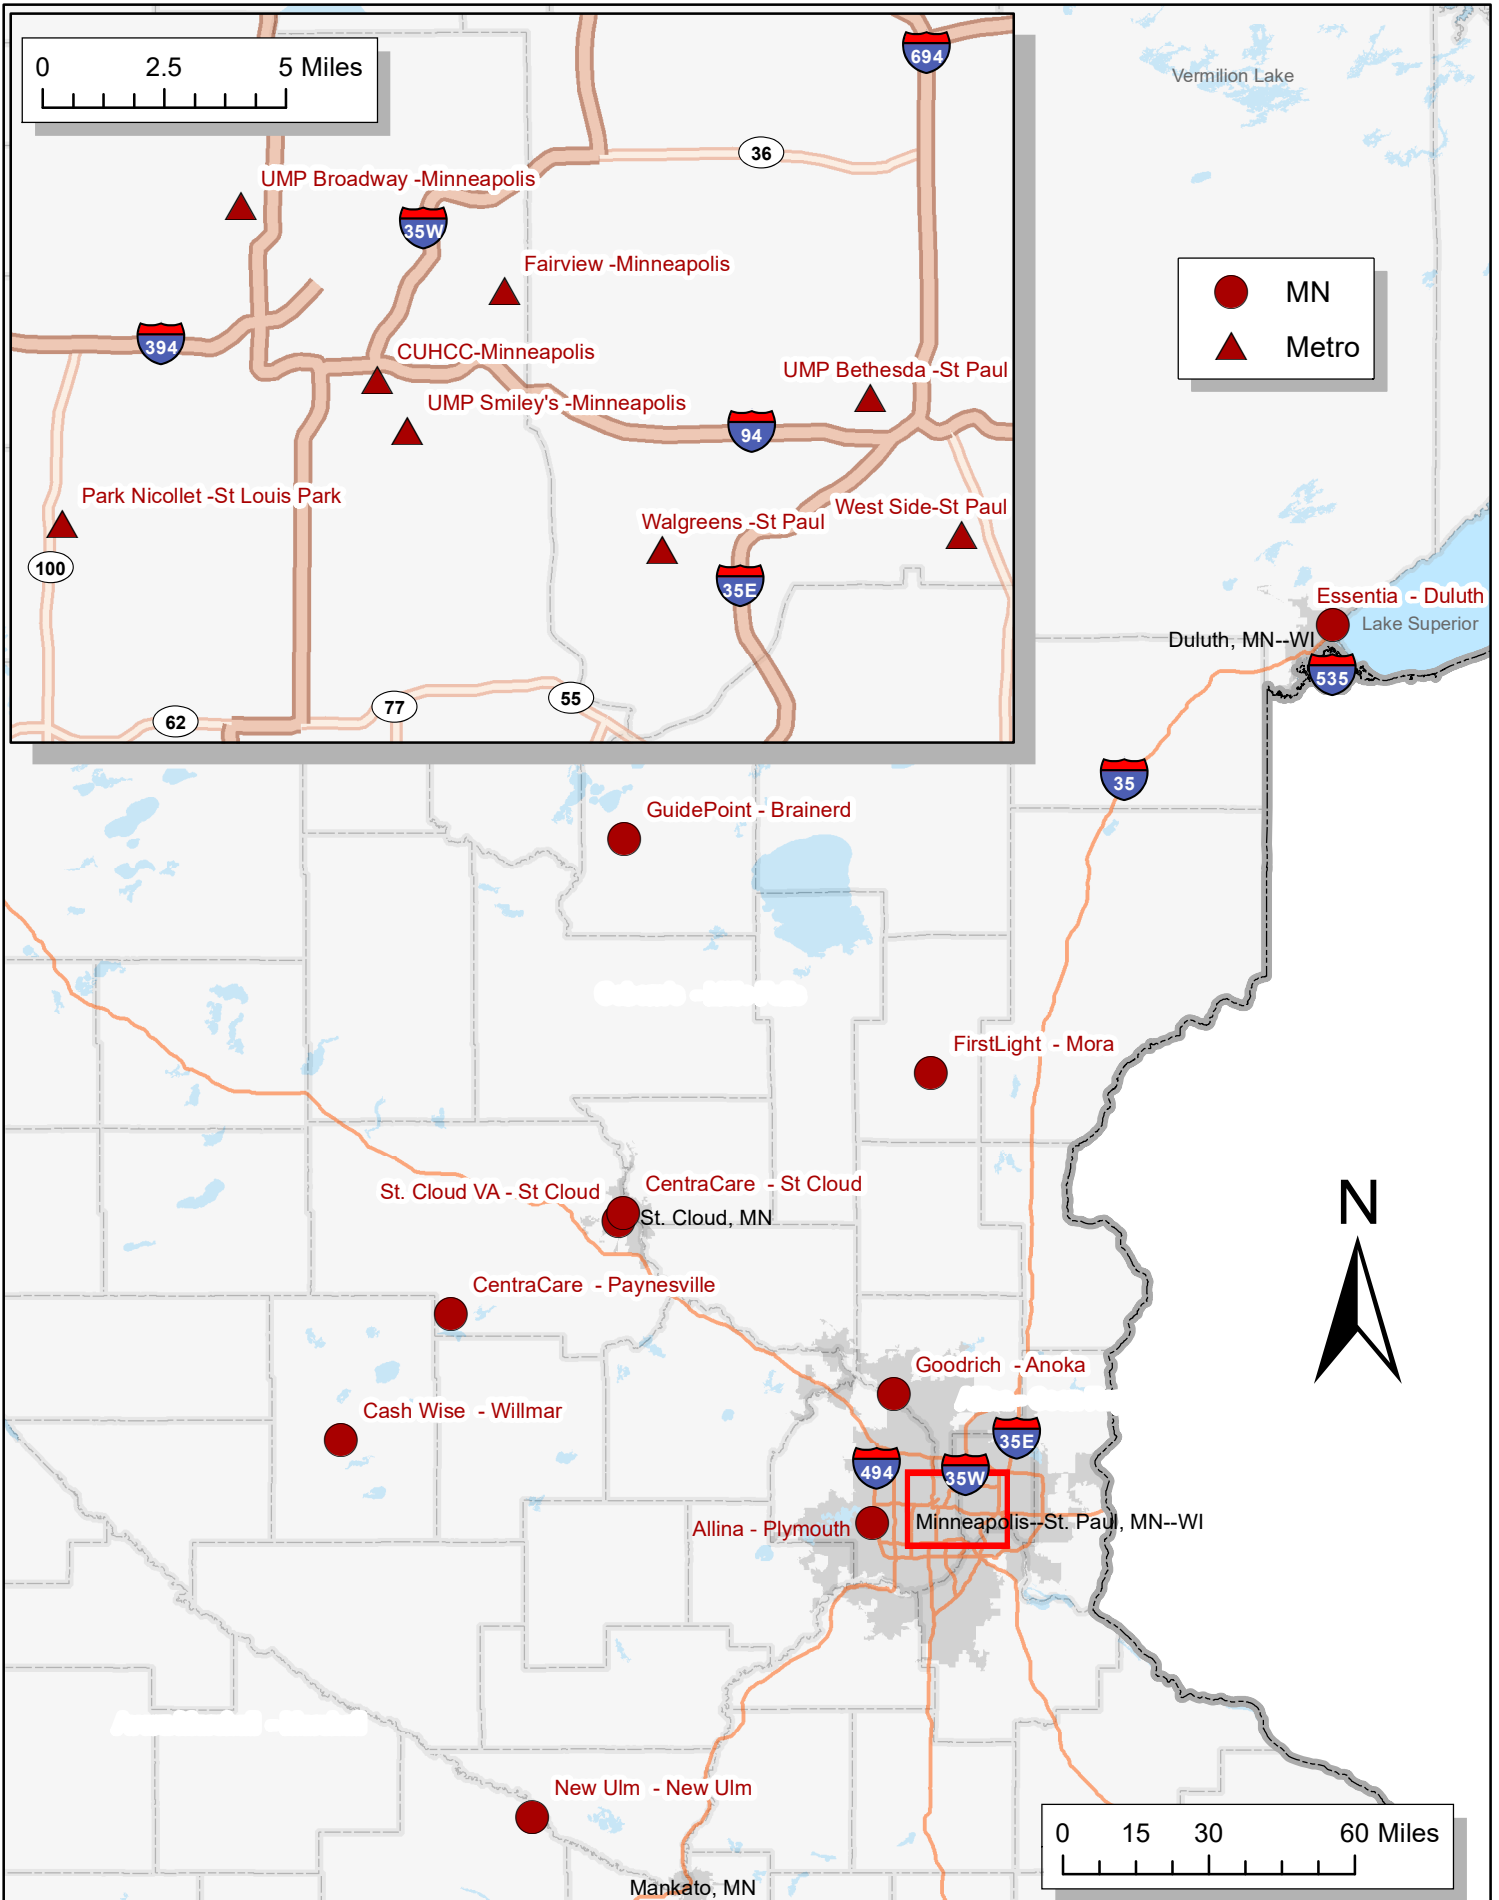 0 2.5 5 Miles
694
Vermilion Lake
36
UMP Broadway -Minneapolis
35W
Fairview -Minneapolis
MN
394
Metro
CUHCC-Minneapolis
UMP Bethesda -St Paul
UMP Smiley's -Minneapolis
94
Park Nicollet -St Louis Park
West Side-St Paul
Walgreens -St Paul
100
35E
Essentia - Duluth
Lake Superior
Duluth, MN--WI
535
62
77
55
35
GuidePoint - Brainerd
FirstLight - Mora
St. Cloud VA - St Cloud
CentraCare - St Cloud
St. Cloud, MN
N
CentraCare - Paynesville
Goodrich - Anoka
Cash Wise - Willmar
35E
494
35W
Allina - Plymouth
Minneapolis--St. Paul, MN--WI
New Ulm - New Ulm
0 15 30 60 Miles
Mankato, MN